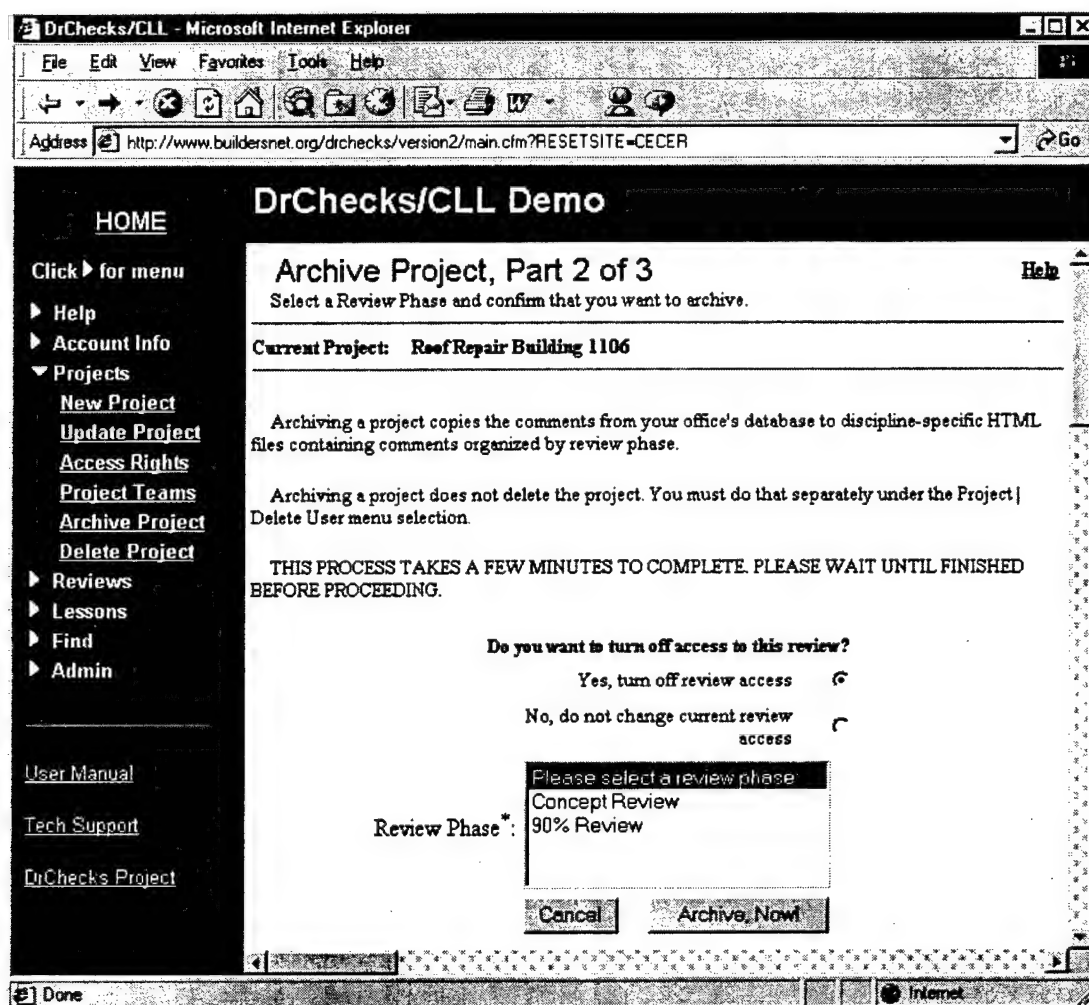 DrChecks/CLL - Microsoft Internet Explorer
File Edit View Favorites Tools Help
Address http://www.buildersnet.org/drchecks/version2/main.cfm?RESETSITE=CECER Go
DrChecks/CLL Demo
HOME
Click for menu
Help
Account Info
Projects
New Project
Update Project
Access Rights
Project Teams
Archive Project
Delete Project
Reviews
Lessons
Find
Admin
User Manual
Tech Support
DrChecks Project
Archive Project, Part 2 of 3
Help
Select a Review Phase and confirm that you want to archive.
Current Project: Roof Repair Building 1106
Archiving a project copies the comments from your office's database to discipline-specific HTML
files containing comments organized by review phase.
Archiving a project does not delete the project. You must do that separately under the Project |
Delete User menu selection.
THIS PROCESS TAKES A FEW MINUTES TO COMPLETE. PLEASE WAIT UNTIL FINISHED
BEFORE PROCEEDING.
Do you want to turn off access to this review?
Yes, turn off review access
No, do not change current review
access
Review Phase*:
Please select a review phase
Concept Review
90% Review
Cancel Archive, Now!
Done Internet